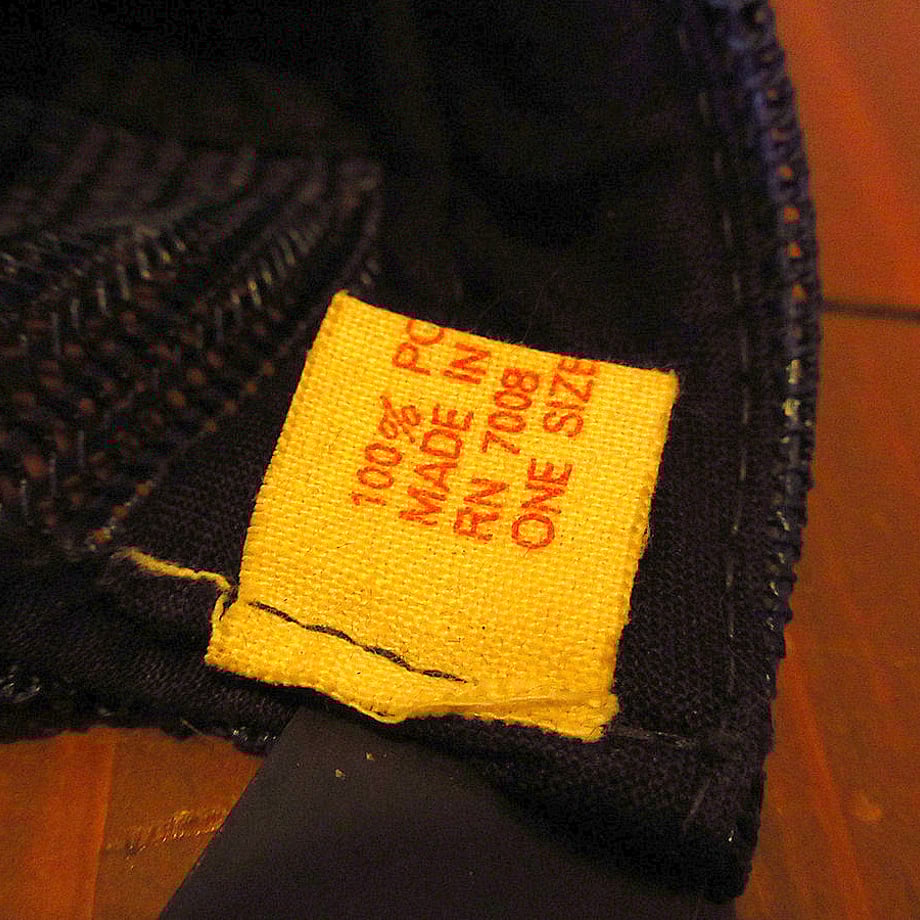 100% PO
MADE IN
RN 7008
ONE SIZE